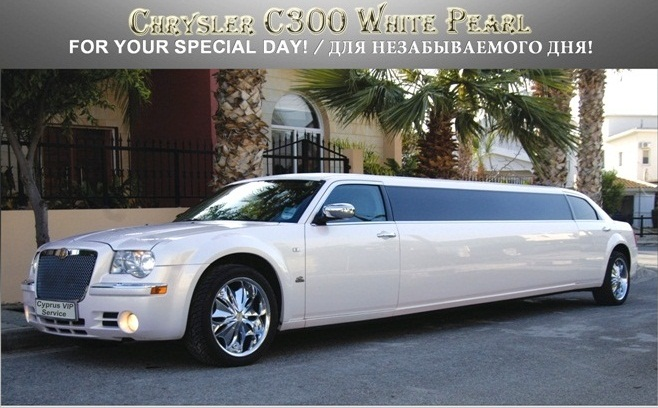 Chrysler C300 White Pearl
FOR YOUR SPECIAL DAY! / ДЛЯ НЕЗАБЫВАЕМОГО ДНЯ!
Cyprus VIP
Service